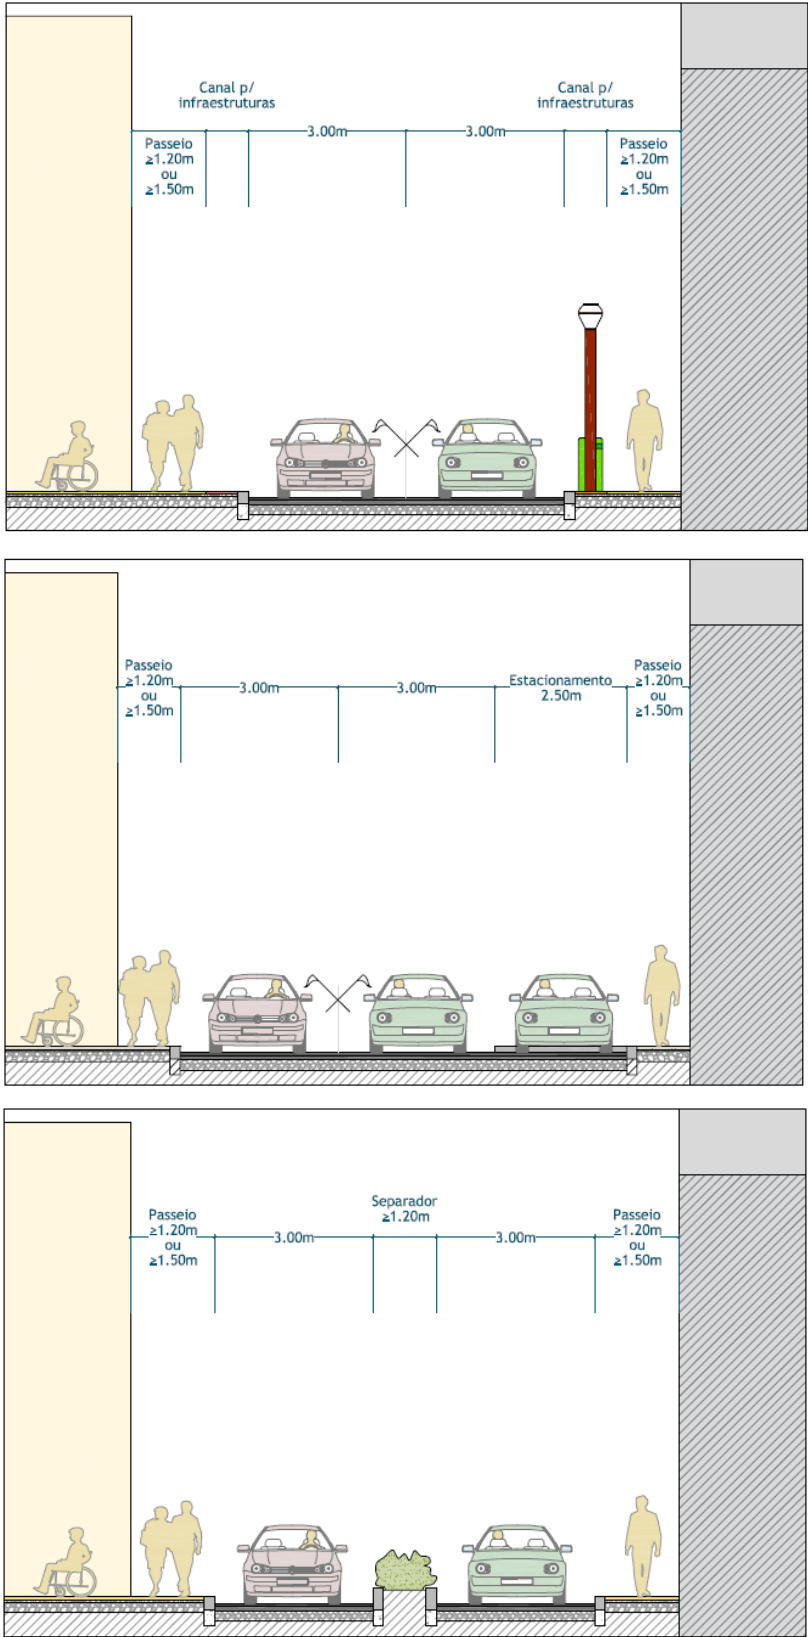 Canal p/
infraestruturas
Canal p/
infraestruturas
3.00m
3.00m
Passeio
≥1.20m
ou
≥1.50m
Passeio
≥1.20m
ou
≥1.50m
Passeio
≥1.20m
ou
≥1.50m
3.00m
3.00m
Estacionamento
2.50m
Passeio
≥1.20m
ou
≥1.50m
Separador
≥1.20m
Passeio
≥1.20m
ou
≥1.50m
3.00m
3.00m
Passeio
≥1.20m
ou
≥1.50m